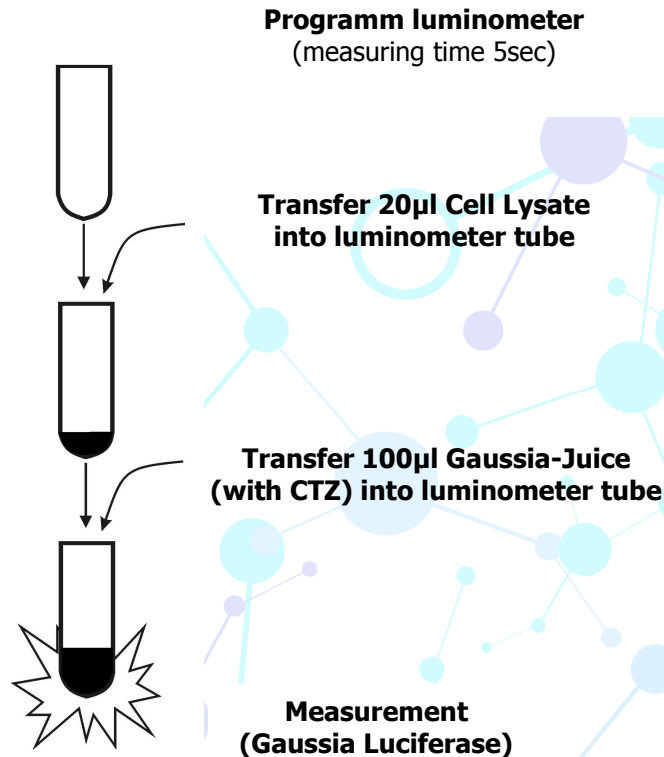 Programm luminometer
(measuring time 5sec)
Transfer 20µl Cell Lysate
into luminometer tube
Transfer 100µl Gaussia-Juice
(with CTZ) into luminometer tube
Measurement
(Gaussia Luciferase)